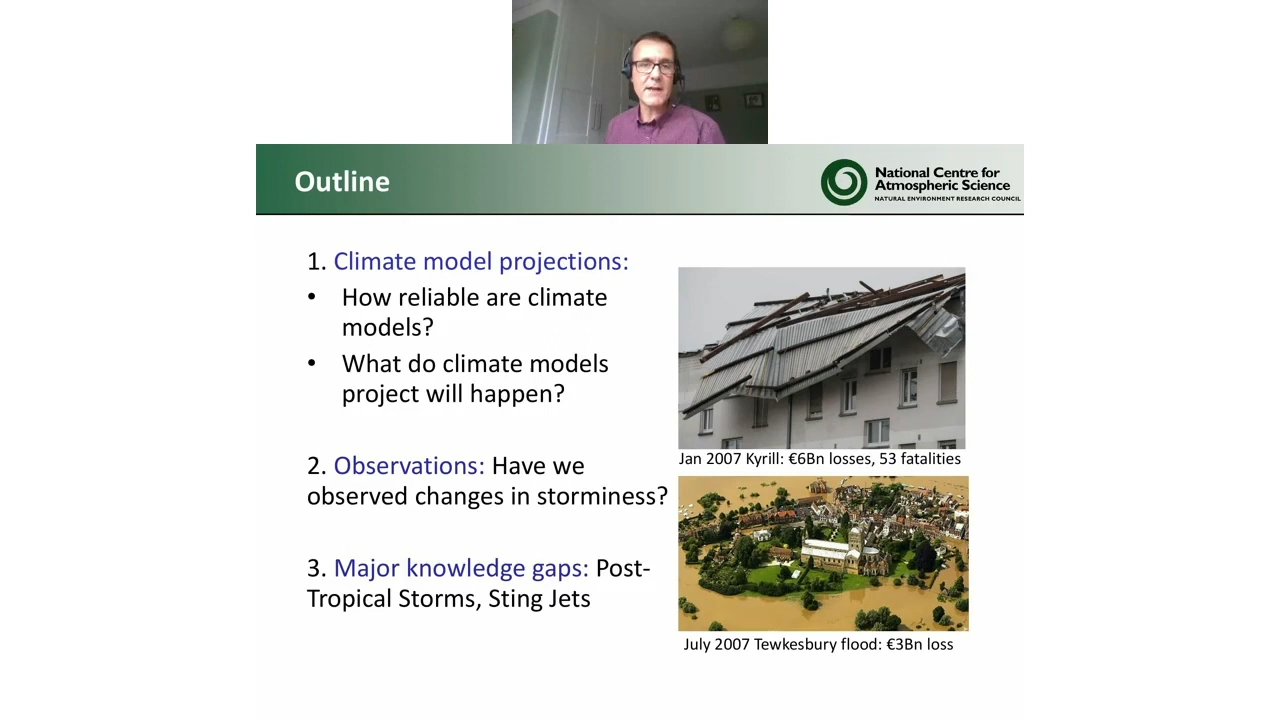 Outline
National Centre for
Atmospheric Science
NATURAL ENVIRONMENT RESEARCH COUNCIL
1. Climate model projections:
• How reliable are climate
models?
• What do climate models
project will happen?
2. Observations: Have we
observed changes in storminess?
3. Major knowledge gaps: Post-
Tropical Storms, Sting Jets
Jan 2007 Kyrill: €6Bn losses, 53 fatalities
July 2007 Tewkesbury flood: €3Bn loss